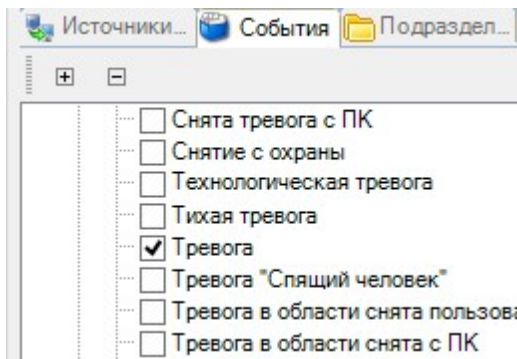 Источники... События Подраздел...
Снята тревога с ПК
Снятие с охраны
Технологическая тревога
Тихая тревога
Тревога
Тревога "Спящий человек"
Тревога в области снята пользова
Тревога в области снята с ПК